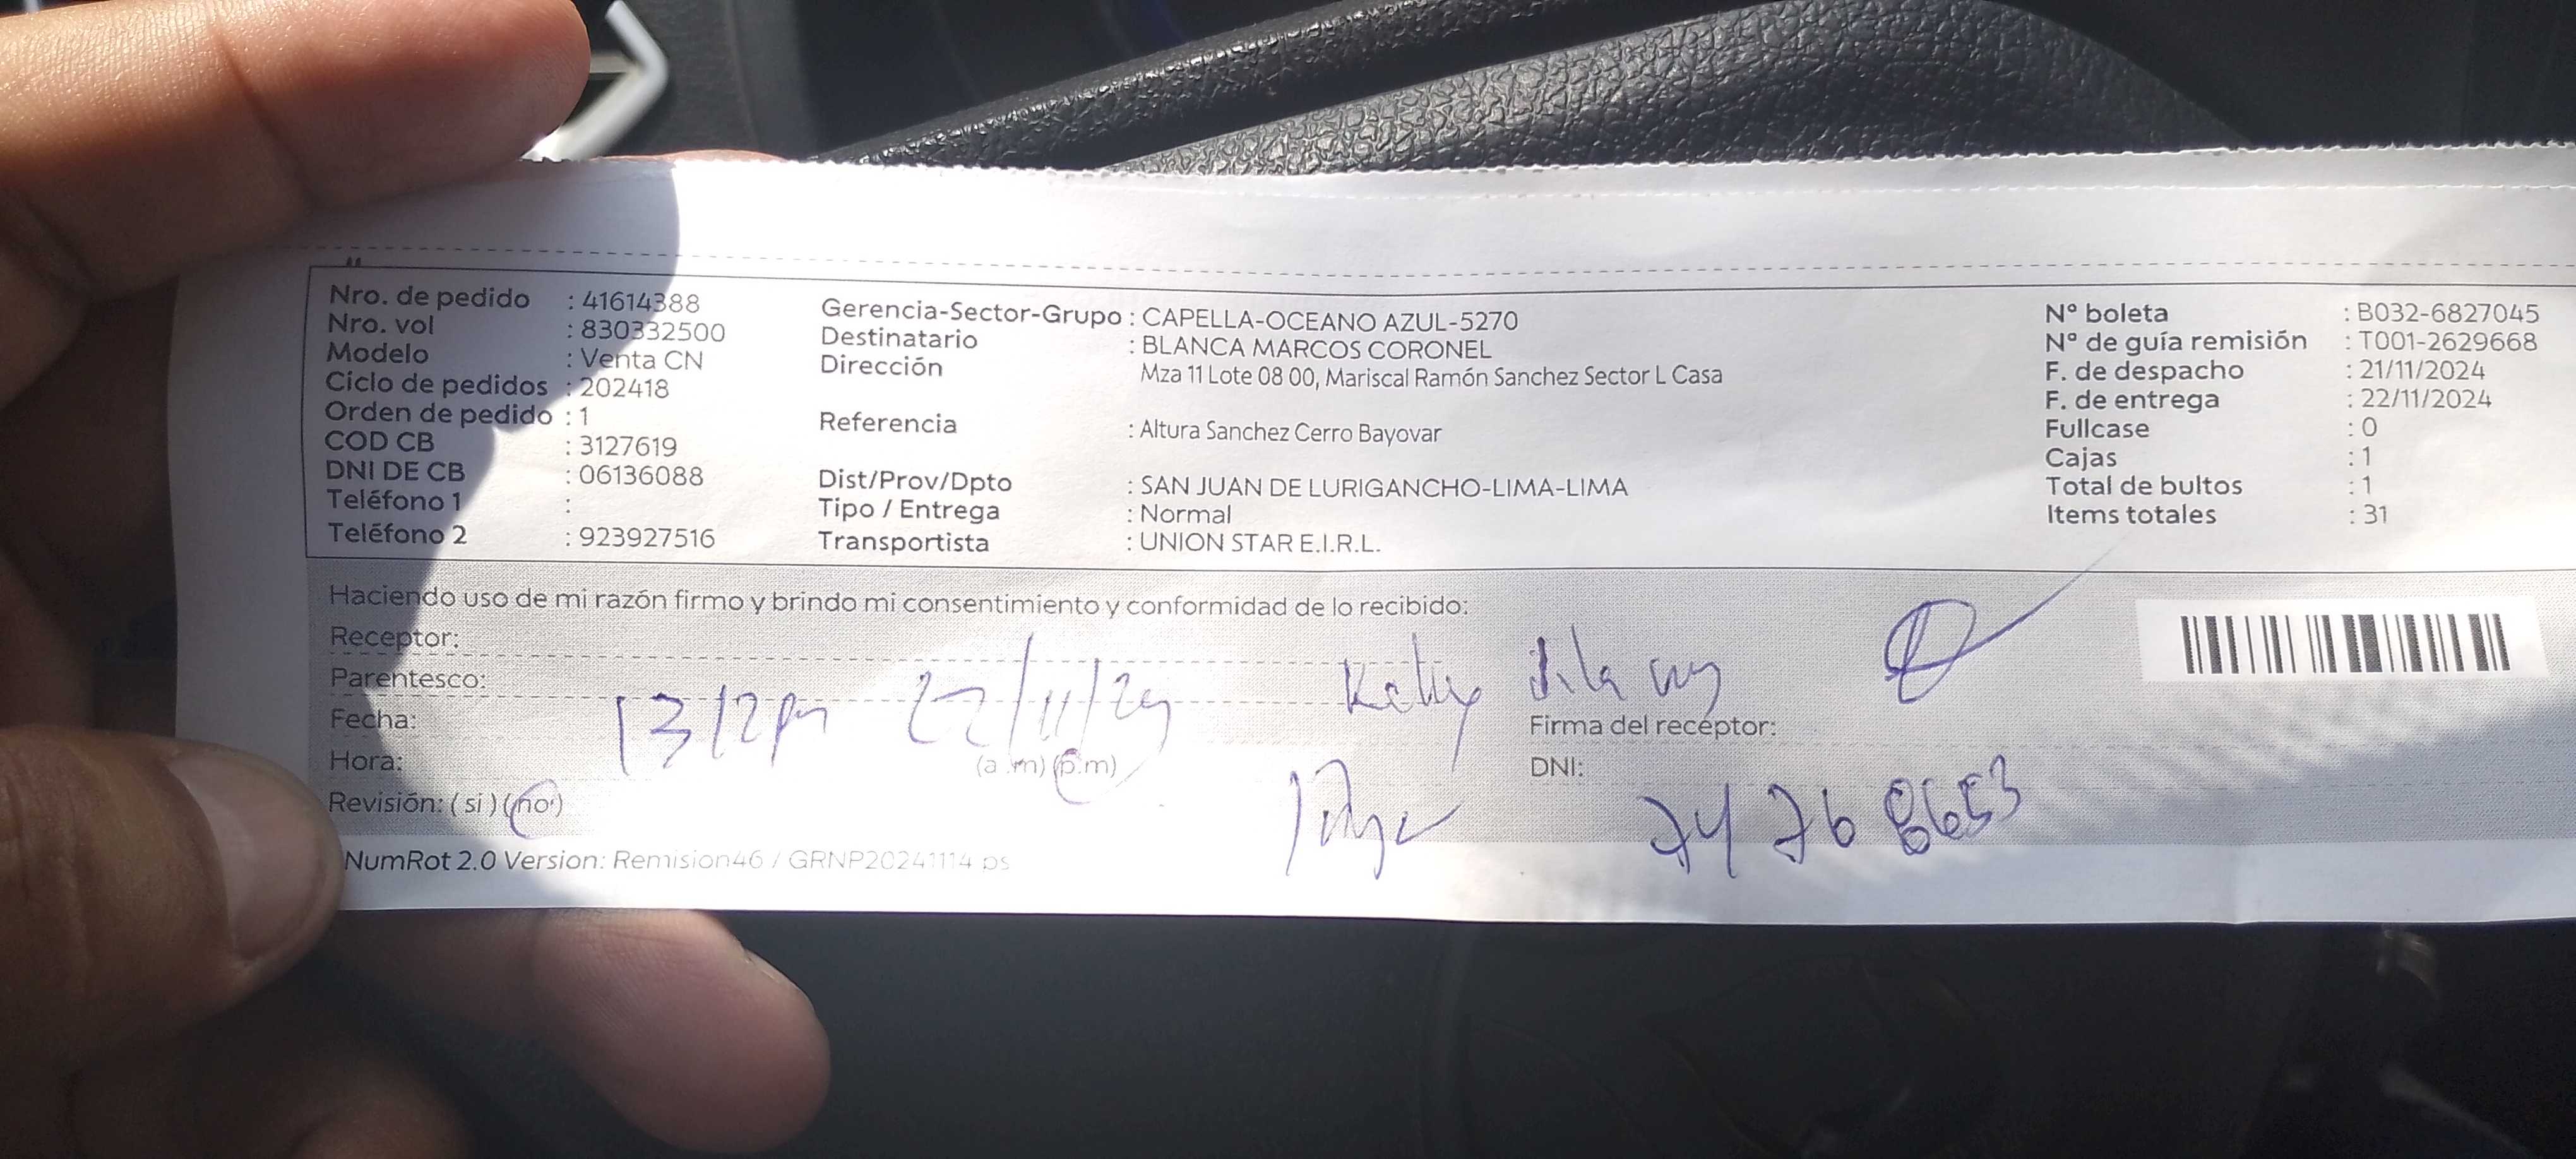 Nro. de pedido : 41614388
Nro. vol : 830332500
Modelo : Venta CN
Ciclo de pedidos : 202418
Orden de pedido : 1
COD CB : 3127619
DNI DE CB : 06136088
Teléfono 1 :
Teléfono 2 : 923927516
Gerencia-Sector-Grupo : CAPELLA-OCEANO AZUL-5270
Destinatario : BLANCA MARCOS CORONEL
Dirección Mza 11 Lote 08 00, Mariscal Ramón Sanchez Sector L Casa
Referencia : Altura Sanchez Cerro Bayovar
Dist/Prov/Dpto : SAN JUAN DE LURIGANCHO-LIMA-LIMA
Tipo / Entrega : Normal
Transportista : UNION STAR E.I.R.L.
N° boleta : B032-6827045
N° de guía remisión : T001-2629668
F. de despacho : 21/11/2024
F. de entrega : 22/11/2024
Fullcase : 0
Cajas : 1
Total de bultos : 1
Items totales : 31
Haciendo uso de mi razón firmo y brindo mi consentimiento y conformidad de lo recibido:
Receptor:
Parentesco:
Fecha: 22/11/24
Hora: (a .m) (p.m)
Revisión: ( si ) (no)
Firma del receptor:
DNI: 74768653
NumRot 2.0 Version: Remision46 / GRNP20241114 ps